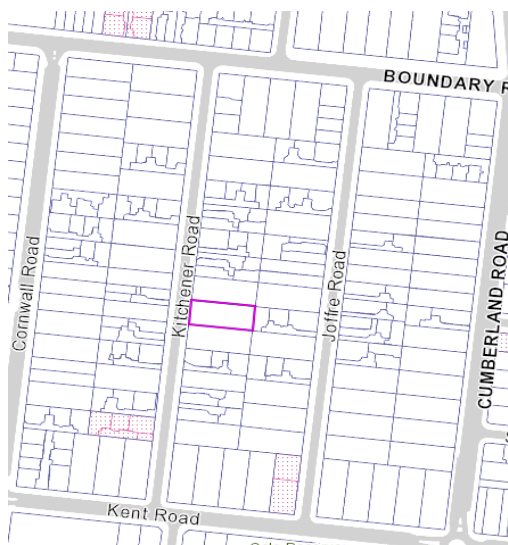 BOUNDARY R
Cornwall Road
Kitchener Road
Joffre Road
CUMBERLAND ROAD
Kent Road